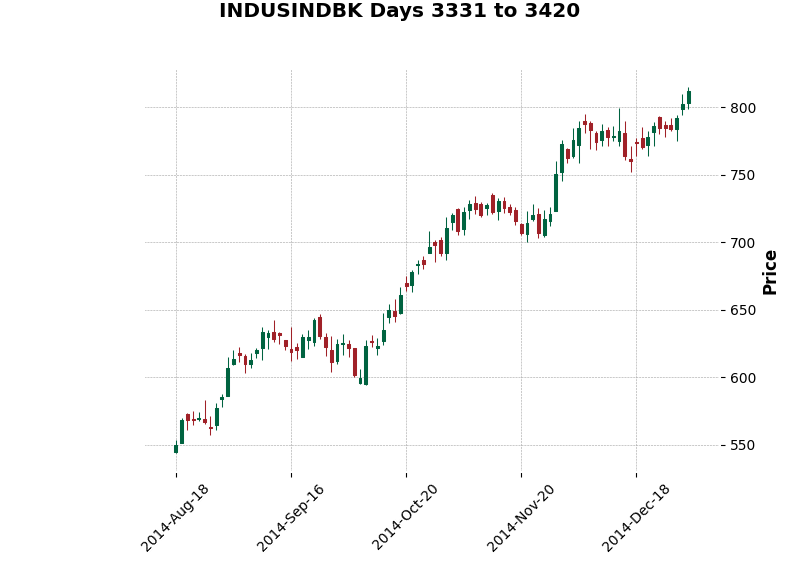 INDUSINDBK Days 3331 to 3420
800
750
700
650
600
550
Price
2014-Aug-18
2014-Sep-16
2014-Oct-20
2014-Nov-20
2014-Dec-18